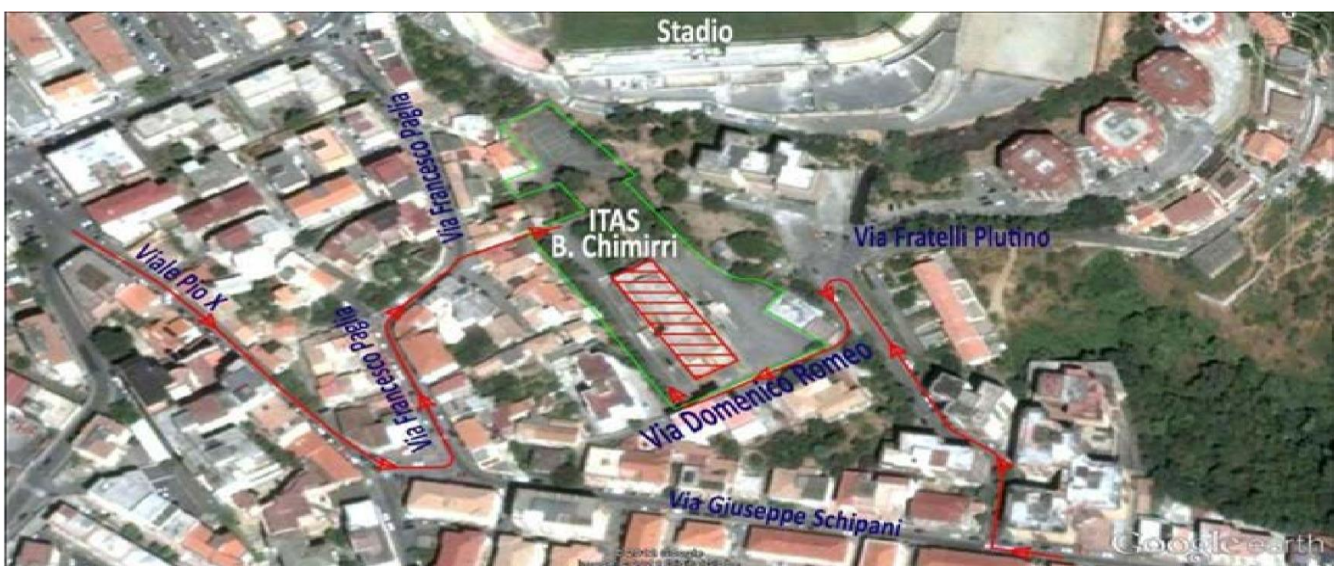 Stadio
Via Francesco Paglia
ITAS
B. Chimirri
Via Fratelli Plutino
Viale Pio X
Via Francesco Paglia
Via Domenico Romeo
Via Giuseppe Schipani
Google earth